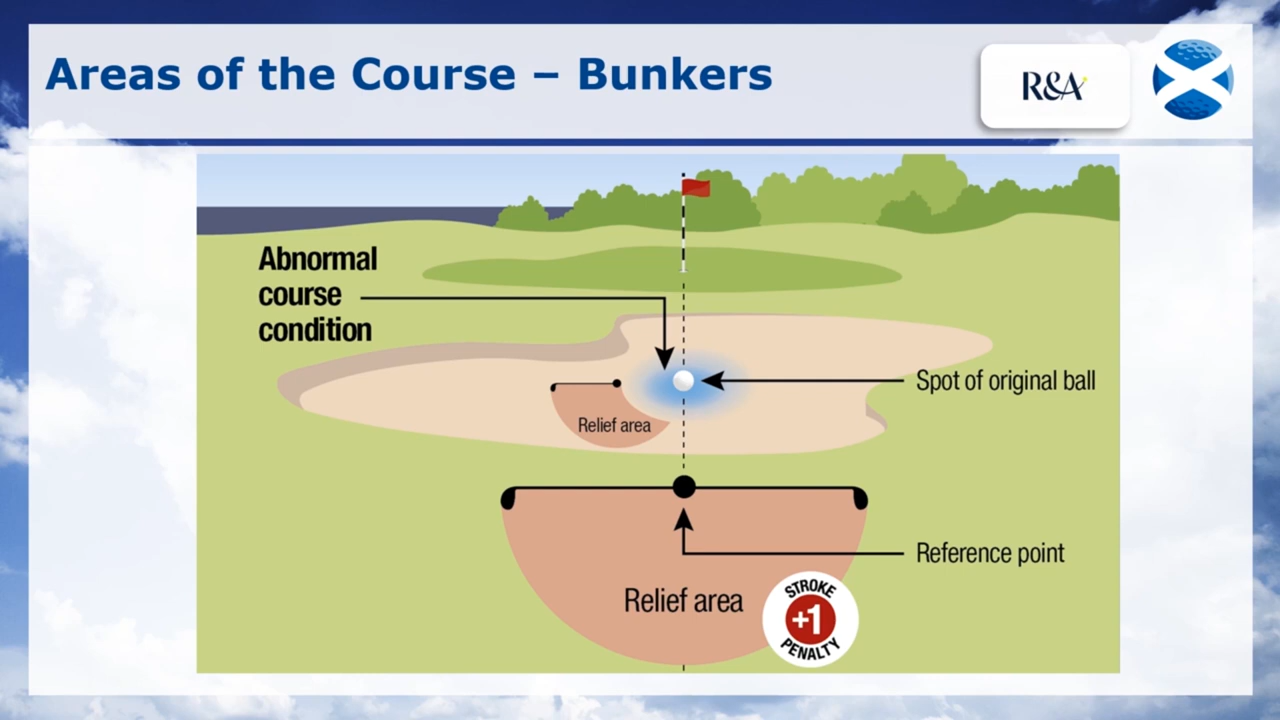 Areas of the Course – Bunkers
R&A
Abnormal
course
condition
Spot of original ball
Relief area
Reference point
Relief area
STROKE
+1
PENALTY